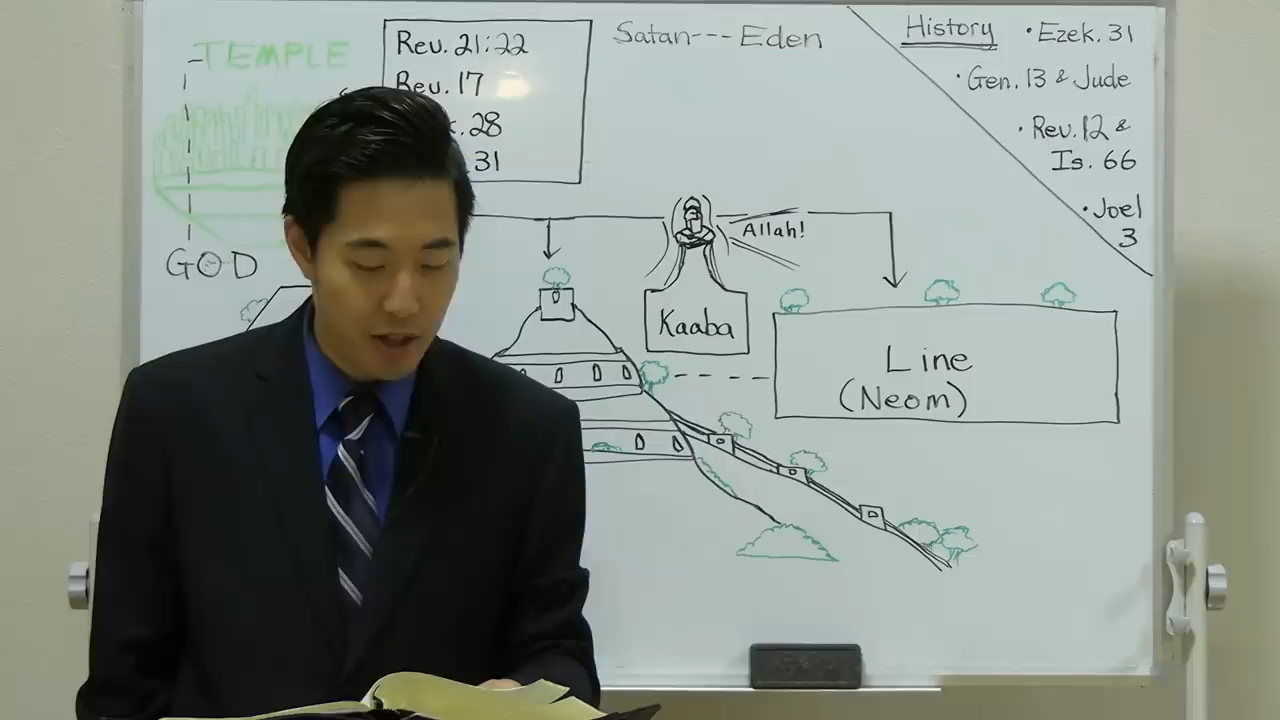 TEMPLE
GOD
Rev. 21:22
Rev. 17
28
31
Satan---Eden
History
• Ezek. 31
• Gen. 13 & Jude
• Rev. 12 &
Is. 66
• Joel
3
Allah!
Kaaba
Line
(Neom)